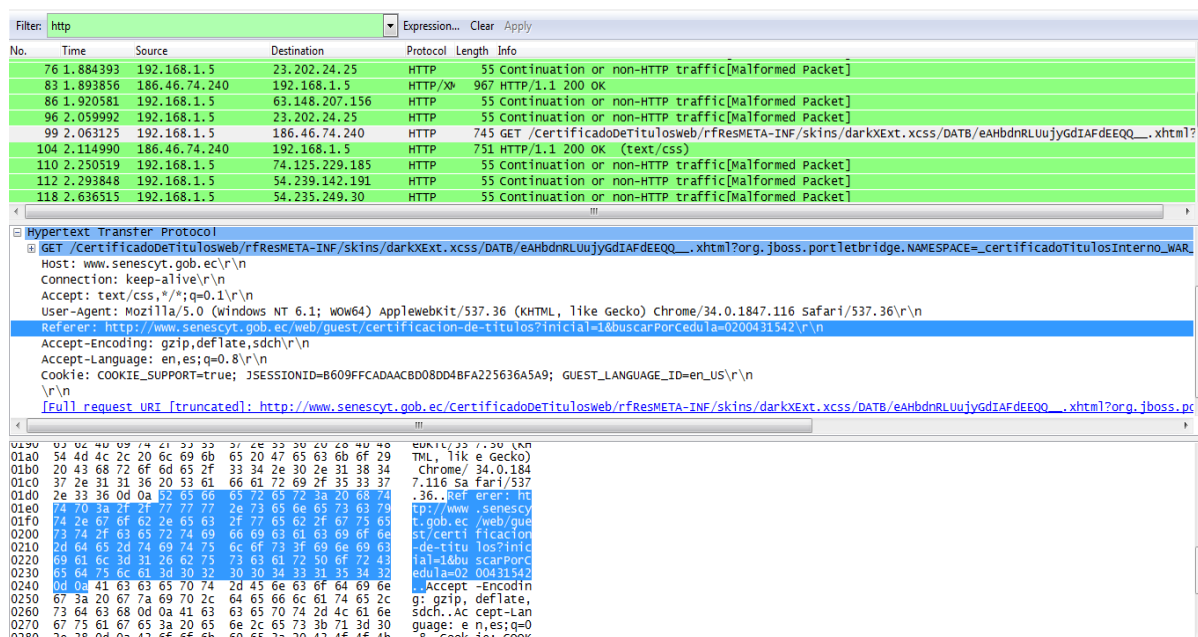 Filter: http Expression... Clear Apply
No. Time Source Destination Protocol Length Info
76 1.884393 192.168.1.5 23.202.24.25 HTTP 55 Continuation or non-HTTP traffic[Malformed Packet]
83 1.893856 186.46.74.240 192.168.1.5 HTTP/XM 967 HTTP/1.1 200 OK
86 1.920581 192.168.1.5 63.148.207.156 HTTP 55 Continuation or non-HTTP traffic[Malformed Packet]
96 2.059992 192.168.1.5 23.202.24.25 HTTP 55 Continuation or non-HTTP traffic[Malformed Packet]
99 2.063125 192.168.1.5 186.46.74.240 HTTP 745 GET /CertificadoDeTitulosWeb/rfResMETA-INF/skins/darkXExt.xcss/DATB/eAHbdnRLUujyGdIAFdEEQQ__.xhtml?
104 2.114990 186.46.74.240 192.168.1.5 HTTP 751 HTTP/1.1 200 OK (text/css)
110 2.250519 192.168.1.5 74.125.229.185 HTTP 55 Continuation or non-HTTP traffic[Malformed Packet]
112 2.293848 192.168.1.5 54.239.142.191 HTTP 55 Continuation or non-HTTP traffic[Malformed Packet]
118 2.636515 192.168.1.5 54.235.249.30 HTTP 55 Continuation or non-HTTP traffic[Malformed Packet]
Hypertext Transfer Protocol
GET /CertificadoDeTitulosWeb/rfResMETA-INF/skins/darkXExt.xcss/DATB/eAHbdnRLUujyGdIAFdEEQQ__.xhtml?org.jboss.portletbridge.NAMESPACE=_certificadoTitulosInterno_WAR_
Host: www.senescyt.gob.ec\r\n
Connection: keep-alive\r\n
Accept: text/css,*/*;q=0.1\r\n
User-Agent: Mozilla/5.0 (Windows NT 6.1; WOW64) AppleWebKit/537.36 (KHTML, like Gecko) Chrome/34.0.1847.116 Safari/537.36\r\n
Referer: http://www.senescyt.gob.ec/web/guest/certificacion-de-titulos?inicial=1&buscarPorCedula=0200431542\r\n
Accept-Encoding: gzip,deflate,sdch\r\n
Accept-Language: en,es;q=0.8\r\n
Cookie: COOKIE_SUPPORT=true; JSESSIONID=B609FFCADAACBD08DD4BFA225636A5A9; GUEST_LANGUAGE_ID=en_US\r\n
\r\n
[Full request URI [truncated]: http://www.senescyt.gob.ec/CertificadoDeTitulosWeb/rfResMETA-INF/skins/darkXExt.xcss/DATB/eAHbdnRLUujyGdIAFdEEQQ__.xhtml?org.jboss.po
0190 65 62 4b 69 74 2f 35 33 37 2e 33 36 20 28 4b 48 ebKit/53 7.36 (KH
01a0 54 4d 4c 2c 20 6c 69 6b 65 20 47 65 63 6b 6f 29 TML, lik e Gecko)
01b0 20 43 68 72 6f 6d 65 2f 33 34 2e 30 2e 31 38 34 Chrome/ 34.0.184
01c0 37 2e 31 31 36 20 53 61 66 61 72 69 2f 35 33 37 7.116 Sa fari/537
01d0 2e 33 36 0d 0a 52 65 66 65 72 65 72 3a 20 68 74 .36..Ref erer: ht
01e0 74 70 3a 2f 2f 77 77 77 2e 73 65 6e 65 73 63 79 tp://www .senescy
01f0 74 2e 67 6f 62 2e 65 63 2f 77 65 62 2f 67 75 65 t.gob.ec /web/gue
0200 73 74 2f 63 65 72 74 69 66 69 63 61 63 69 6f 6e st/certi ficacion
0210 2d 64 65 2d 74 69 74 75 6c 6f 73 3f 69 6e 69 63 -de-titu los?inic
0220 69 61 6c 3d 31 26 62 75 73 63 61 72 50 6f 72 43 ial=1&bu scarPorC
0230 65 64 75 6c 61 3d 30 32 30 30 34 33 31 35 34 32 edula=02 00431542
0240 0d 0a 41 63 63 65 70 74 2d 45 6e 63 6f 64 69 6e ..Accept -Encodin
0250 67 3a 20 67 7a 69 70 2c 64 65 66 6c 61 74 65 2c g: gzip, deflate,
0260 73 64 63 68 0d 0a 41 63 63 65 70 74 2d 4c 61 6e sdch..Ac cept-Lan
0270 67 75 61 67 65 3a 20 65 6e 2c 65 73 3b 71 3d 30 guage: e n,es;q=0